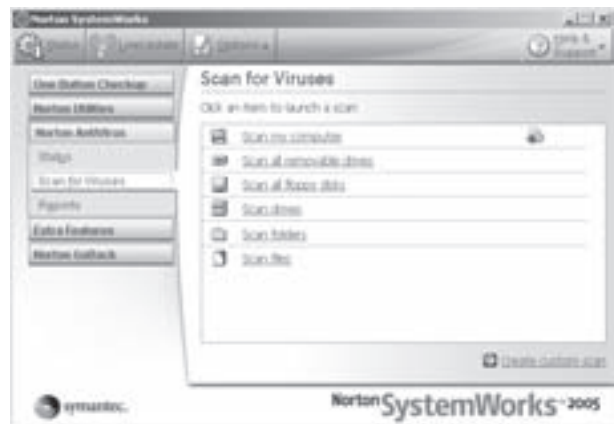 Norton SystemWorks
Status LiveUpdate Options Help & Support
One Button Checkup
Norton Utilities
Norton AntiVirus
Status
Scan for Viruses
Reports
Extra Features
Norton GoBack
Scan for Viruses
Click an item to launch a scan
Scan my computer
Scan all removable drives
Scan all floppy disks
Scan drives
Scan folders
Scan files
Create custom scan
symantec.
Norton SystemWorks 2005